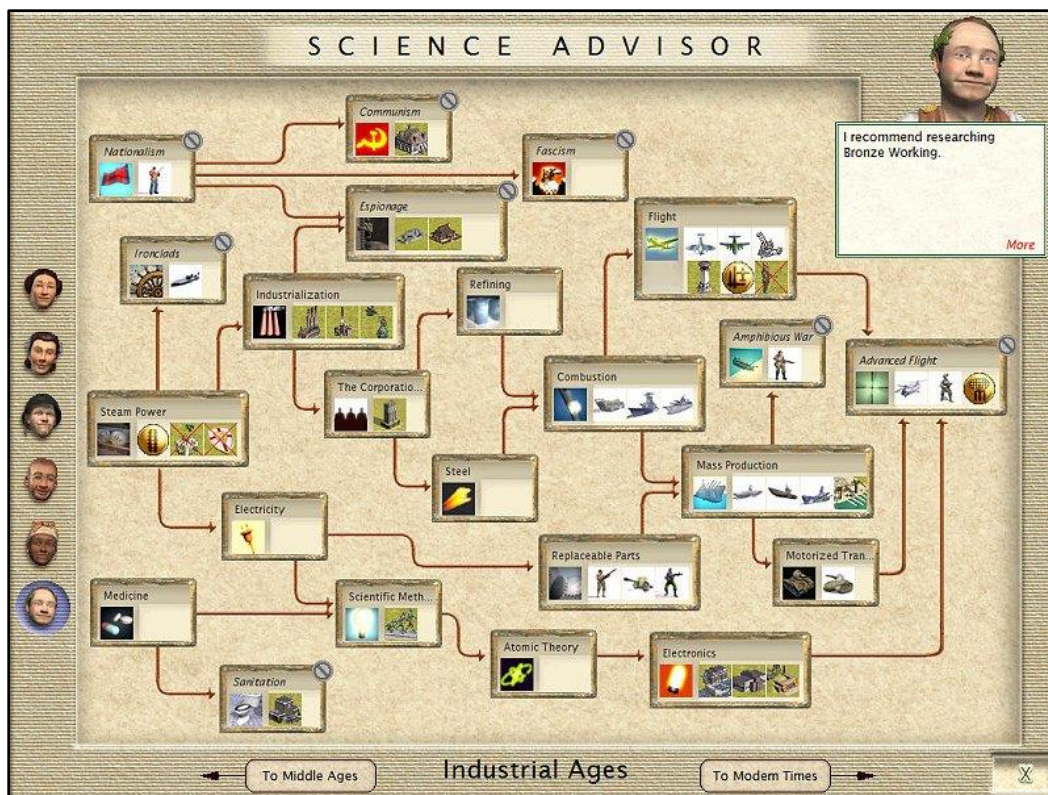 SCIENCE ADVISOR
I recommend researching
Bronze Working.
More
Communism
Nationalism
Fascism
Espionage
Flight
Ironclads
Industrialization
Refining
Amphibious War
Advanced Flight
The Corporatio...
Combustion
Steam Power
Steel
Mass Production
Electricity
Replaceable Parts
Motorized Tran...
Medicine
Scientific Meth...
Atomic Theory
Electronics
Sanitation
To Middle Ages
Industrial Ages
To Modern Times
X